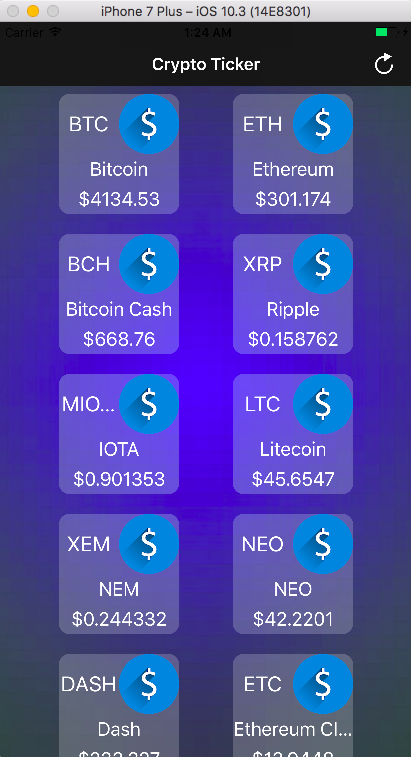 iPhone 7 Plus – iOS 10.3 (14E8301)
Carrier 1:24 AM
Crypto Ticker
BTC $ ETH $
Bitcoin Ethereum
$4134.53 $301.174
BCH $ XRP $
Bitcoin Cash Ripple
$668.76 $0.158762
MIO... $ LTC $
IOTA Litecoin
$0.901353 $45.6547
XEM $ NEO $
NEM NEO
$0.244332 $42.2201
DASH $ ETC $
Dash Ethereum Cl...